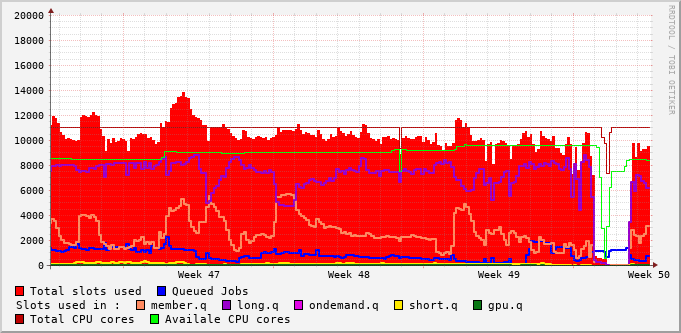 RRDTOOL / TOBI OETIKER
20000
18000
16000
14000
12000
10000
8000
6000
4000
2000
0
Week 47 Week 48 Week 49 Week 50
Total slots used Queued Jobs
Slots used in : member.q long.q ondemand.q short.q gpu.q
Total CPU cores Availale CPU cores